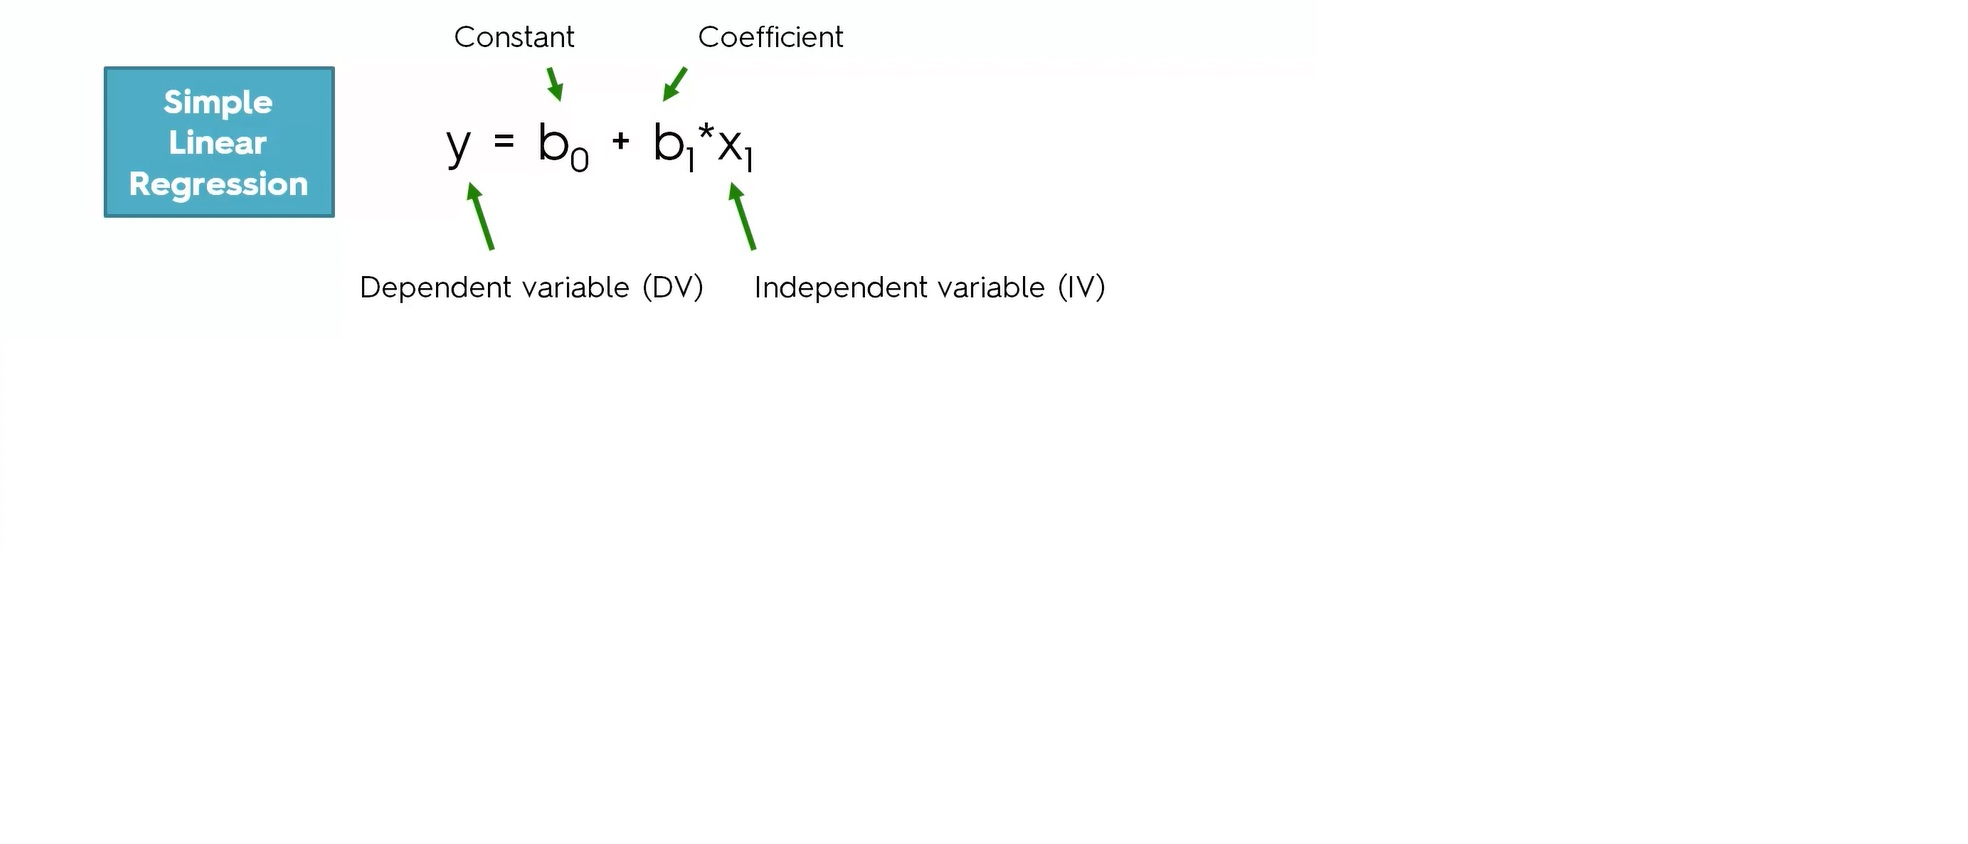 Constant
Coefficient
Simple
Linear
Regression
y = b₀ + b₁*x₁
Dependent variable (DV)
Independent variable (IV)